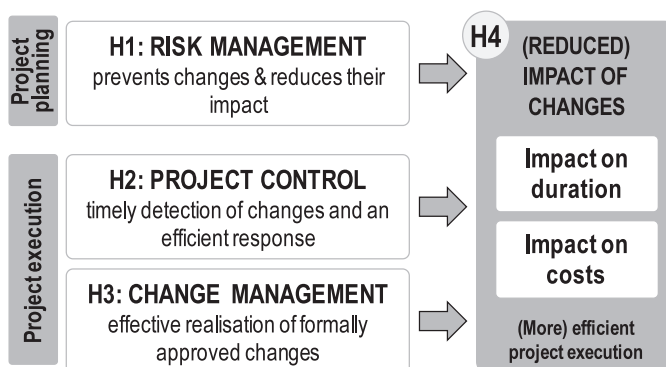 Project
planning
H1: RISK MANAGEMENT
prevents changes & reduces their
impact
Project execution
H2: PROJECT CONTROL
timely detection of changes and an
efficient response
H3: CHANGE MANAGEMENT
effective realisation of formally
approved changes
H4
(REDUCED)
IMPACT OF
CHANGES
Impact on
duration
Impact on
costs
(More) efficient
project execution